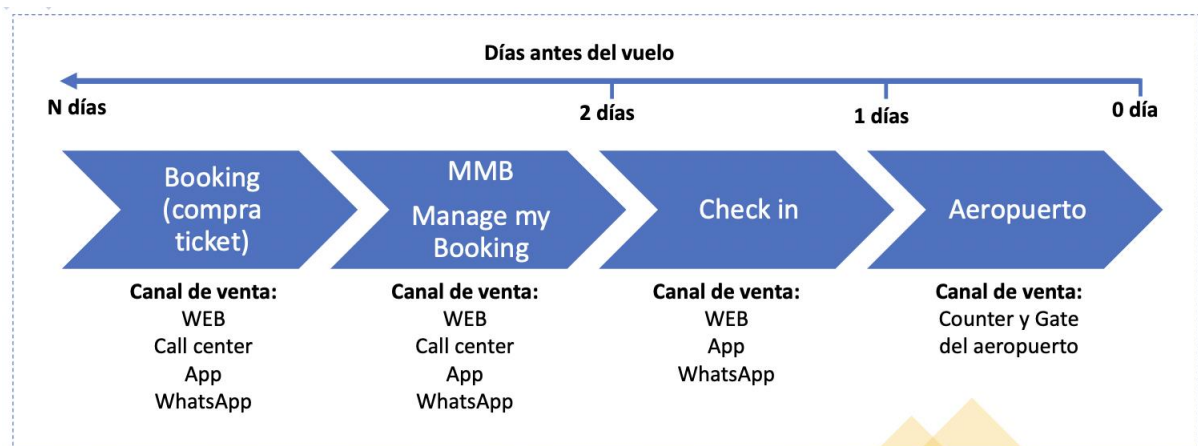 Días antes del vuelo
N días
2 días
1 días
0 día
Booking
(compra
ticket)
MMB
Manage my
Booking
Check in
Aeropuerto
Canal de venta:
WEB
Call center
App
WhatsApp
Canal de venta:
WEB
Call center
App
WhatsApp
Canal de venta:
WEB
App
WhatsApp
Canal de venta:
Counter y Gate
del aeropuerto